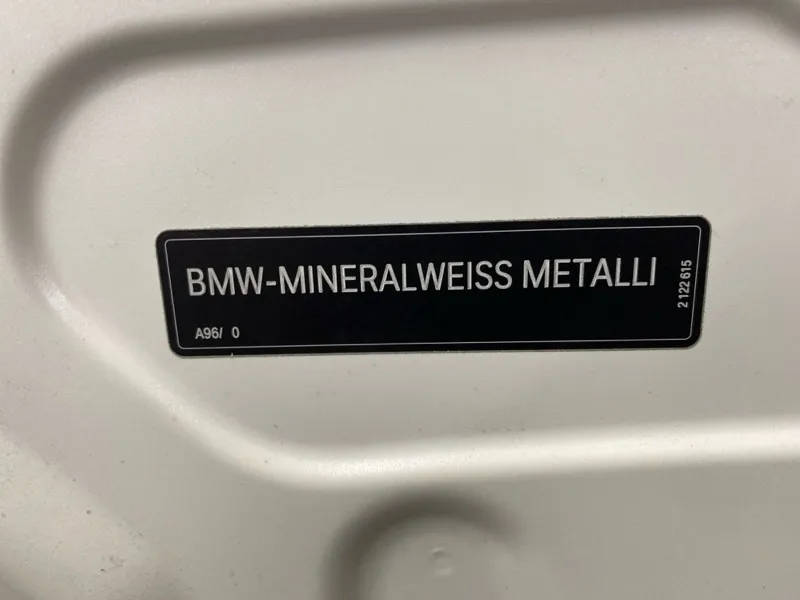 BMW-MINERALWEISS METALLI
A96/ 0
2 122 615